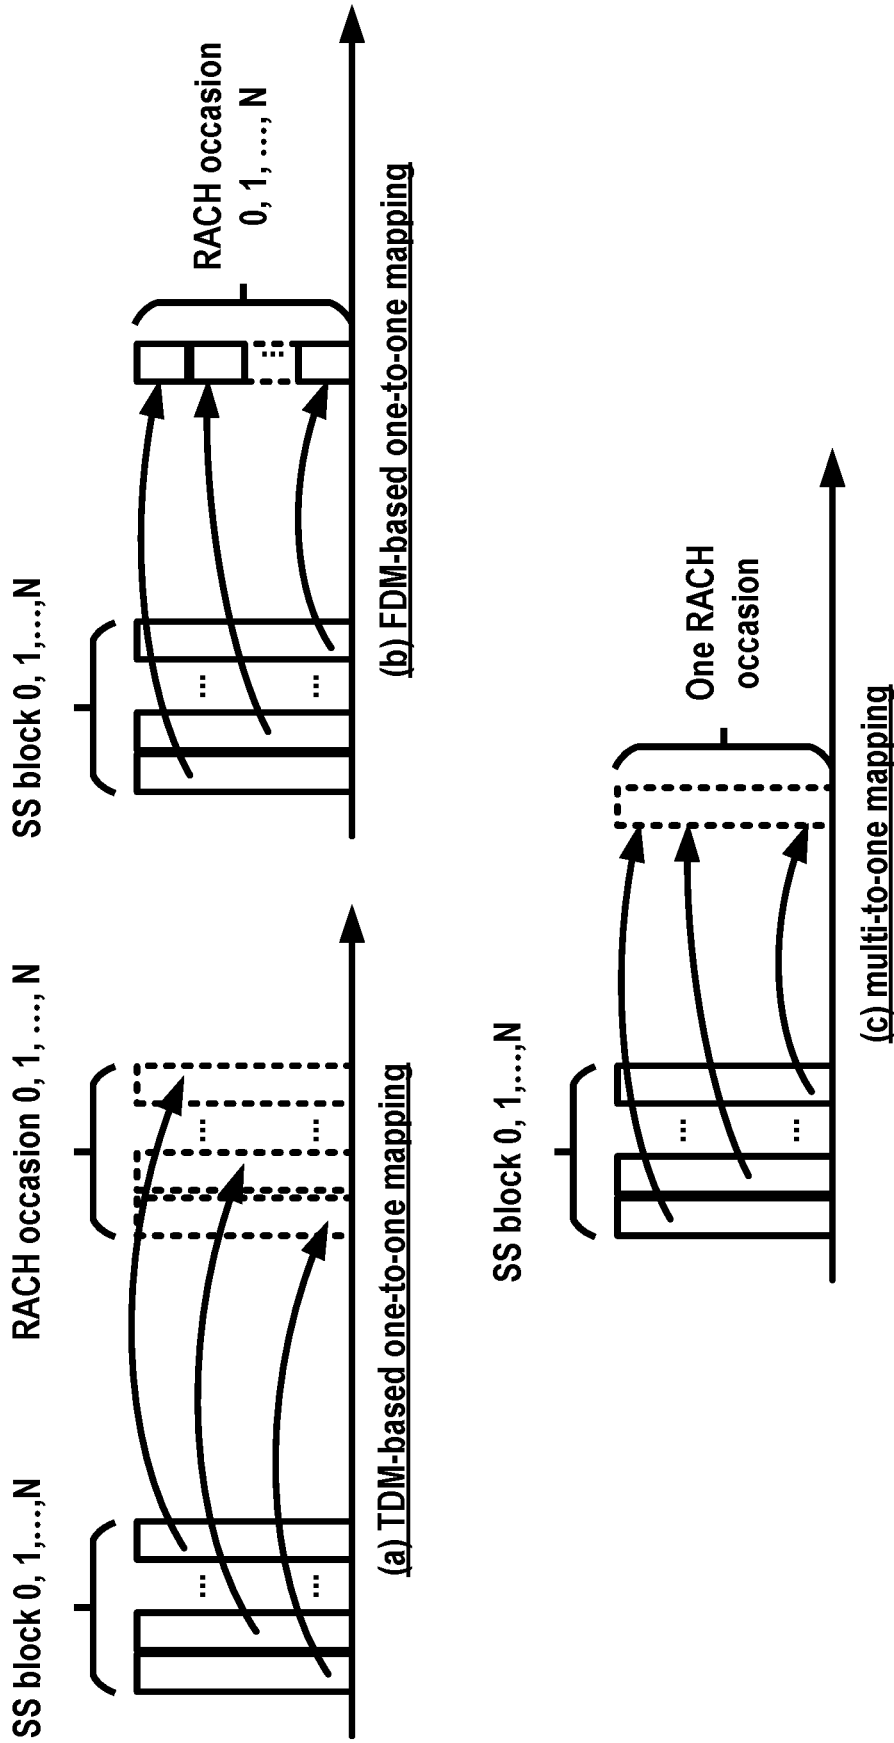 SS block 0, 1,...,N
RACH occasion 0, 1, ..., N
...
...
...
...
(a) TDM-based one-to-one mapping
SS block 0, 1,...,N
RACH occasion
0, 1, ..., N
...
...
...
(b) FDM-based one-to-one mapping
SS block 0, 1,...,N
One RACH
occasion
...
...
(c) multi-to-one mapping